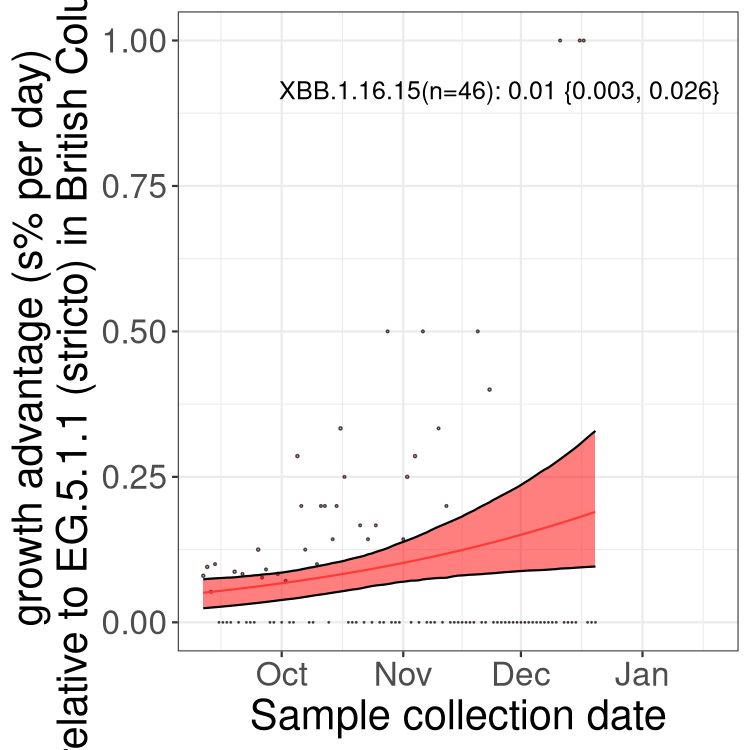 growth advantage (s% per day)
relative to EG.5.1.1 (stricto) in British Colu
1.00
0.75
0.50
0.25
0.00
XBB.1.16.15(n=46): 0.01 {0.003, 0.026}
Oct Nov Dec Jan
Sample collection date